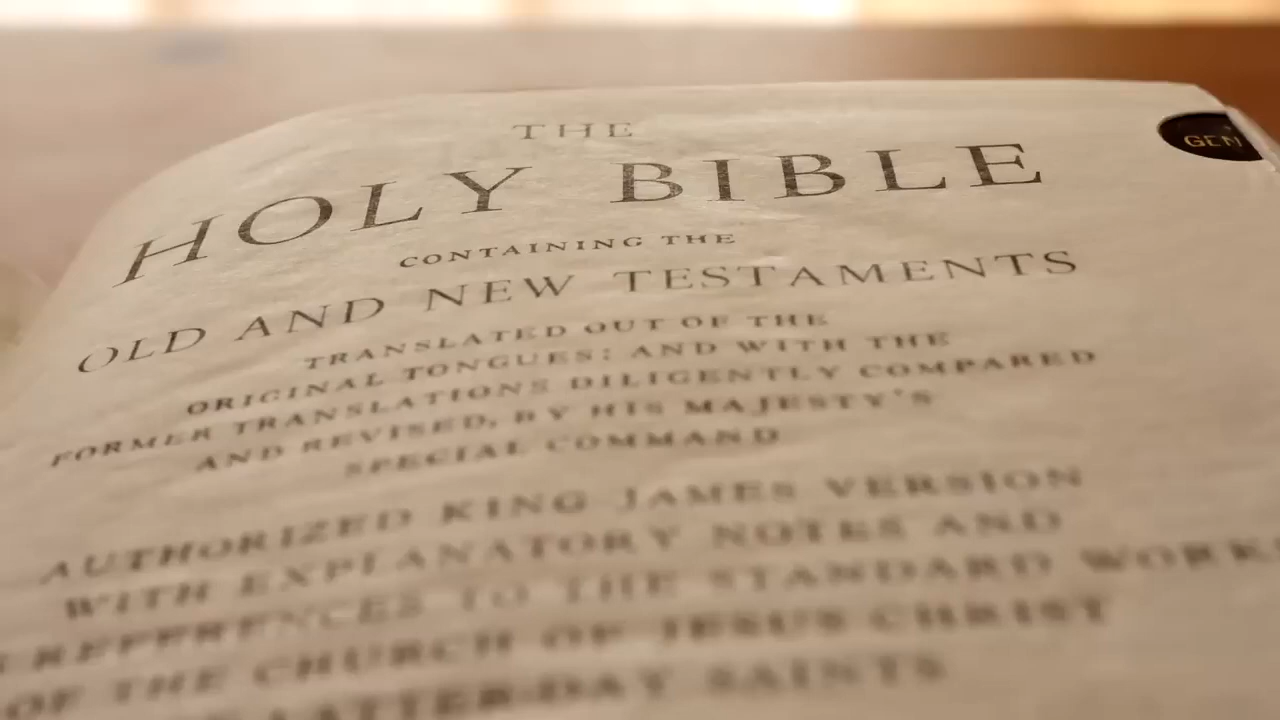 THE
HOLY BIBLE
CONTAINING THE
OLD AND NEW TESTAMENTS
TRANSLATED OUT OF THE
ORIGINAL TONGUES: AND WITH THE
FORMER TRANSLATIONS DILIGENTLY COMPARED
AND REVISED, BY HIS MAJESTY'S
SPECIAL COMMAND
AUTHORIZED KING JAMES VERSION
WITH EXPLANATORY NOTES AND
REFERENCES TO THE STANDARD WORKS
OF THE CHURCH OF JESUS CHRIST
LATTER-DAY SAINTS
GEN